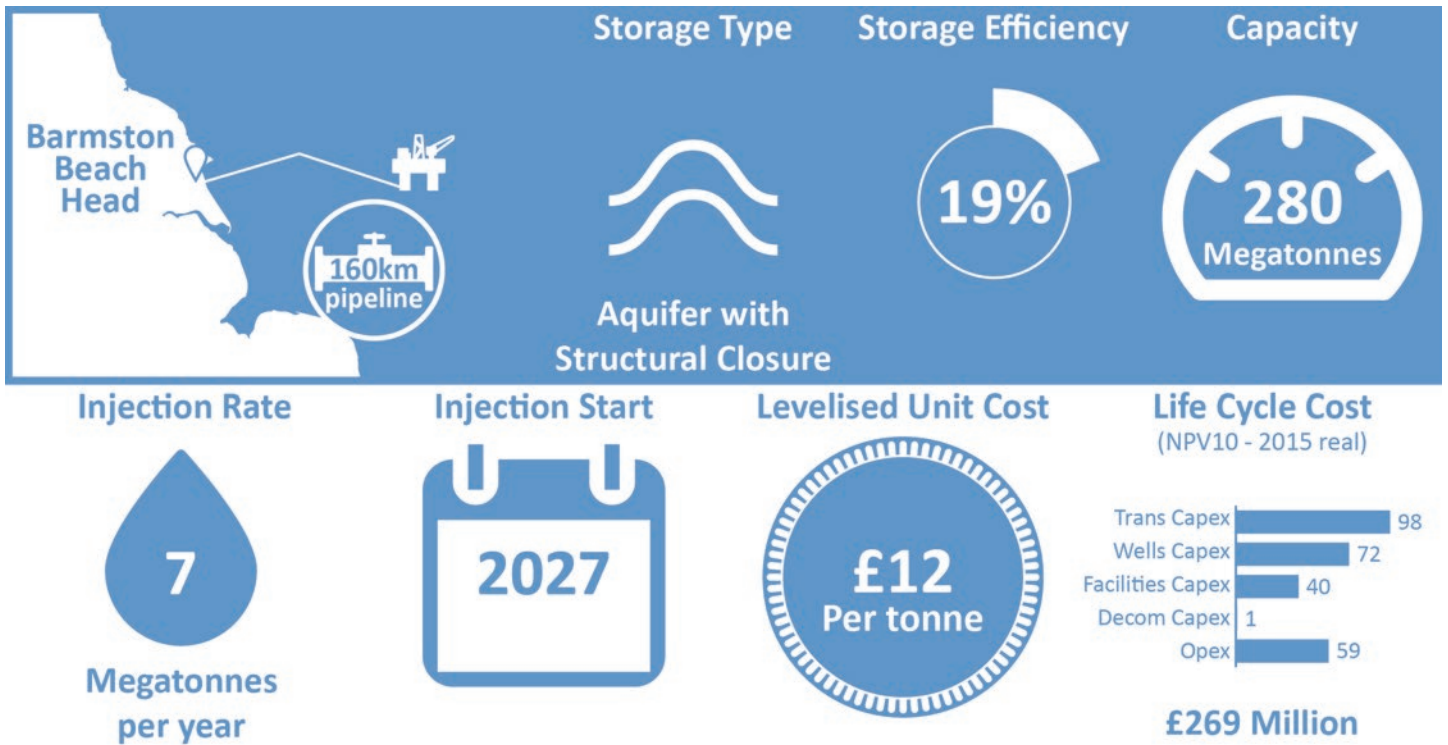 Barmston
Beach
Head
160km
pipeline
Storage Type
Aquifer with
Structural Closure
Storage Efficiency
19%
Capacity
280
Megatonnes
Injection Rate
7
Megatonnes
per year
Injection Start
2027
Levelised Unit Cost
£12
Per tonne
Life Cycle Cost
(NPV10 - 2015 real)
Trans Capex 98
Wells Capex 72
Facilities Capex 40
Decom Capex 1
Opex 59
£269 Million